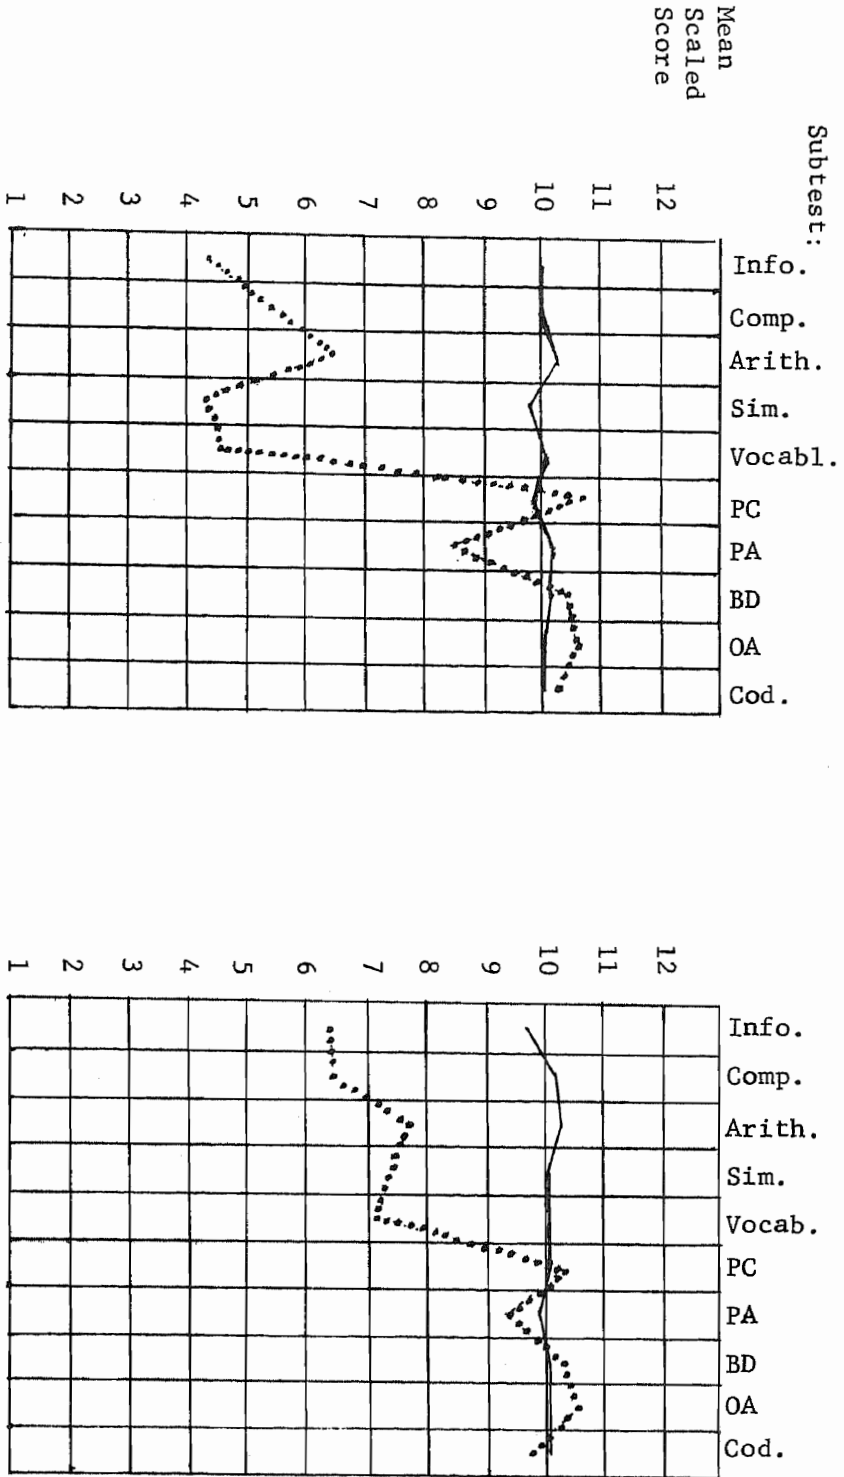 Subtest:
Info.
Comp.
Arith.
Sim.
Vocabl.
PC
PA
BD
OA
Cod.
Mean
Scaled
Score
12
11
10
9
8
7
6
5
4
3
2
1
Info.
Comp.
Arith.
Sim.
Vocab.
PC
PA
BD
OA
Cod.
12
11
10
9
8
7
6
5
4
3
2
1